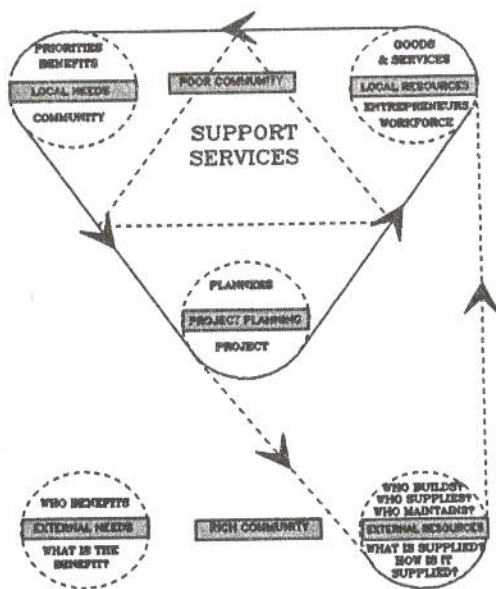 PRIORITIES
BENEFITS
LOCAL NEEDS
COMMUNITY
POOR COMMUNITY
GOODS
& SERVICES
LOCAL RESOURCES
ENTREPRENEURS
WORKFORCE
SUPPORT
SERVICES
PLANNERS
PROJECT PLANNING
PROJECT
WHO BENEFITS
EXTERNAL NEEDS
WHAT IS THE
BENEFIT?
RICH COMMUNITY
WHO BUILDS?
WHO SUPPLIES?
WHO MAINTAINS?
EXTERNAL RESOURCES
WHAT IS SUPPLIED?
HOW IS IT
SUPPLIED?